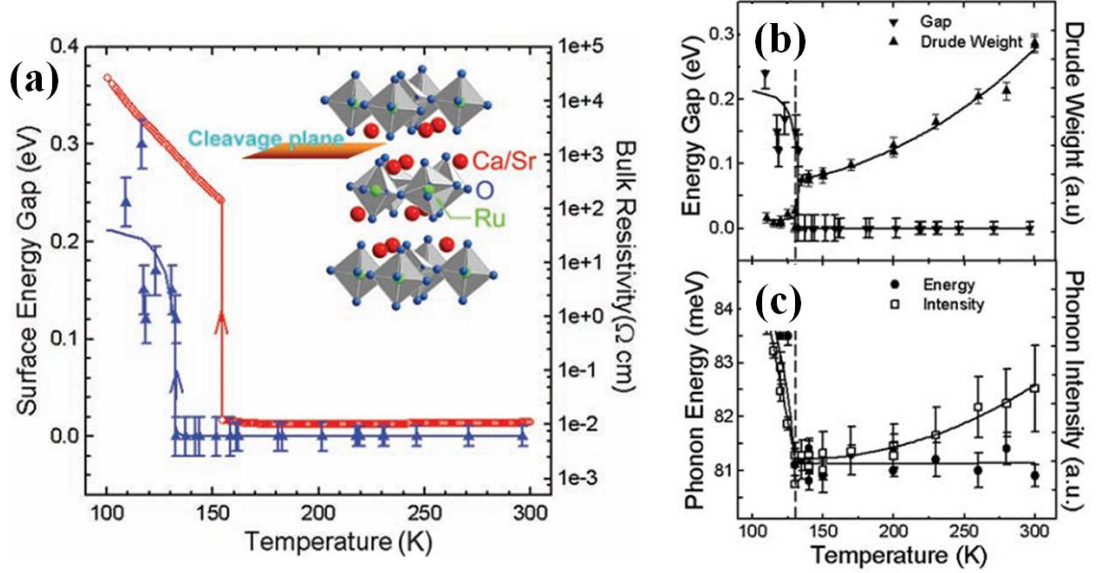 (a)
Surface Energy Gap (eV)
0.4
0.3
0.2
0.1
0.0
1e+5
1e+4
1e+3
1e+2
1e+1
1e+0
1e-1
1e-2
1e-3
Bulk Resistivity(Ω cm)
Cleavage plane
Ca/Sr
O
Ru
100 150 200 250 300
Temperature (K)
(b)
Gap
Drude Weight
Energy Gap (eV)
0.3
0.2
0.1
0.0
Drude Weight (a.u)
(c)
Energy
Intensity
Phonon Energy (meV)
84
83
82
81
Phonon Intensity (a.u.)
100 150 200 250 300
Temperature (K)